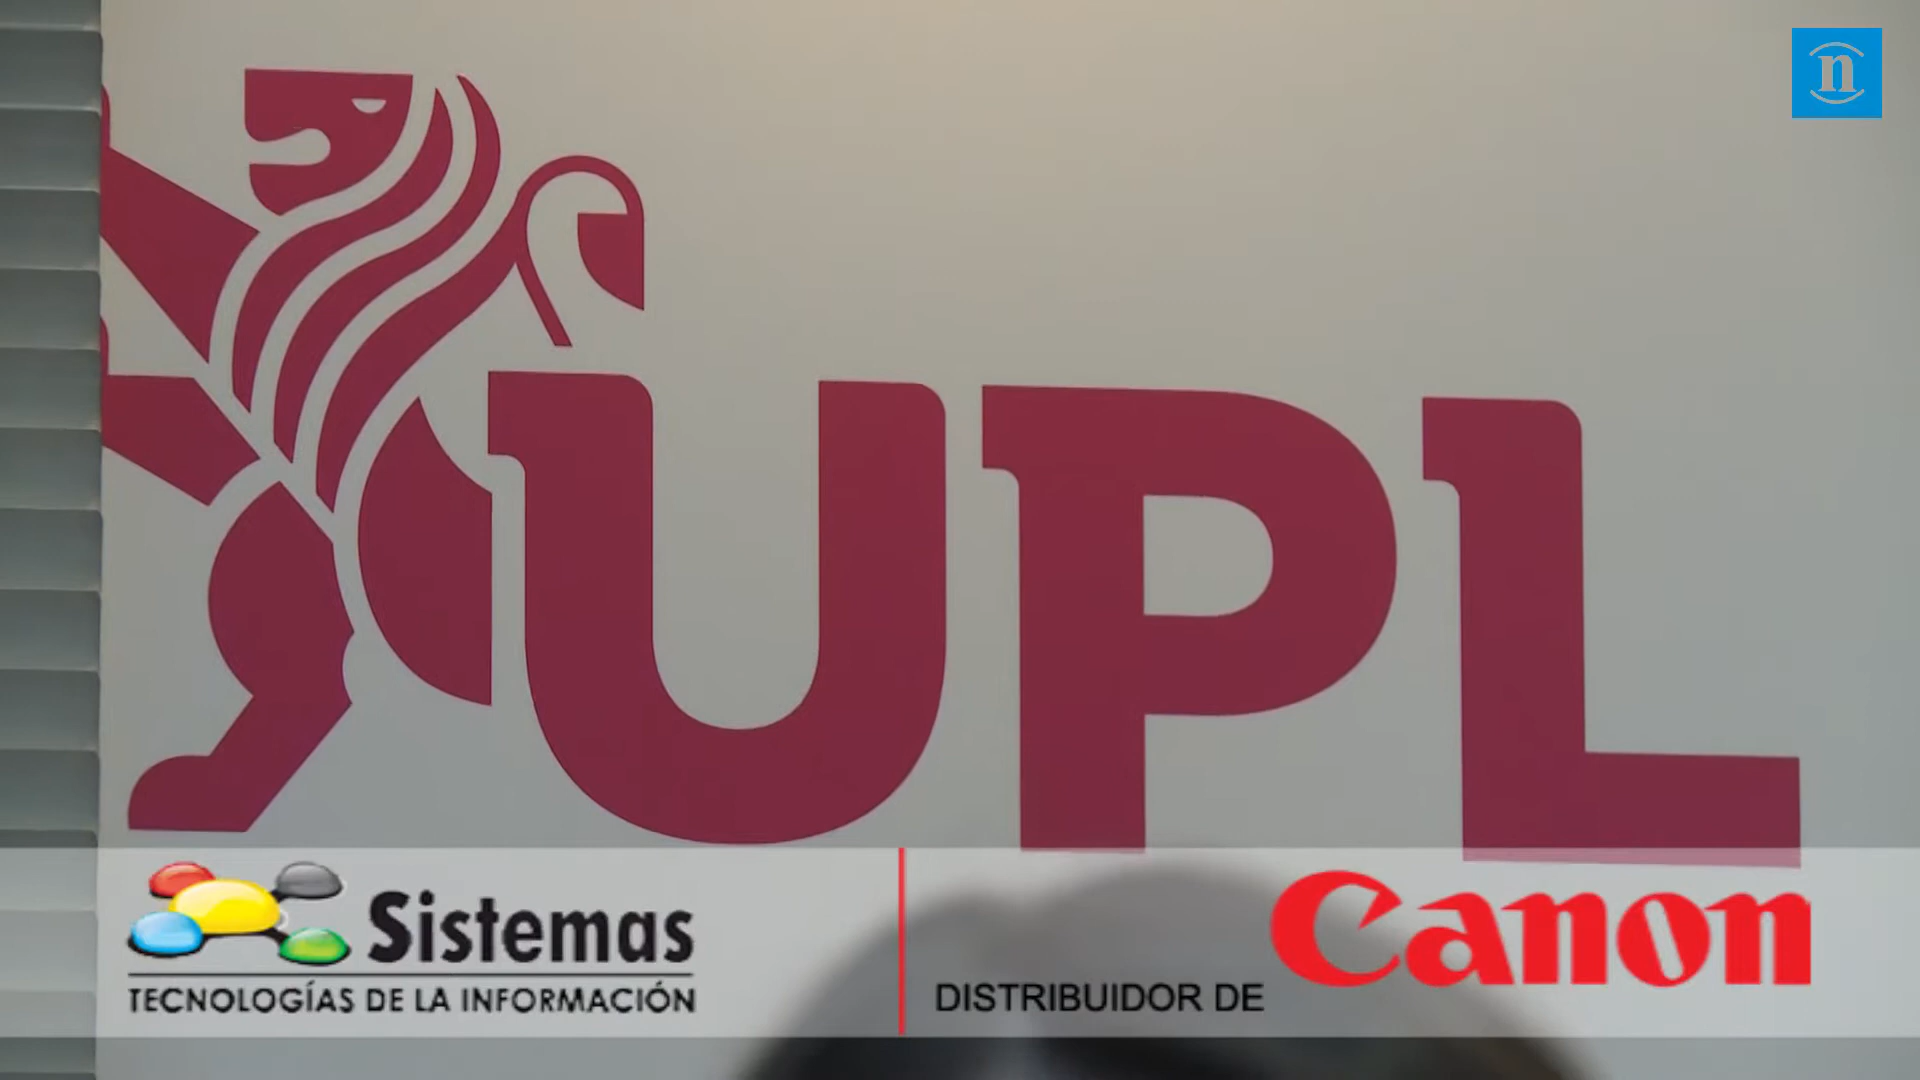 n
UPL
Sistemas
TECNOLOGÍAS DE LA INFORMACIÓN
DISTRIBUIDOR DE
Canon